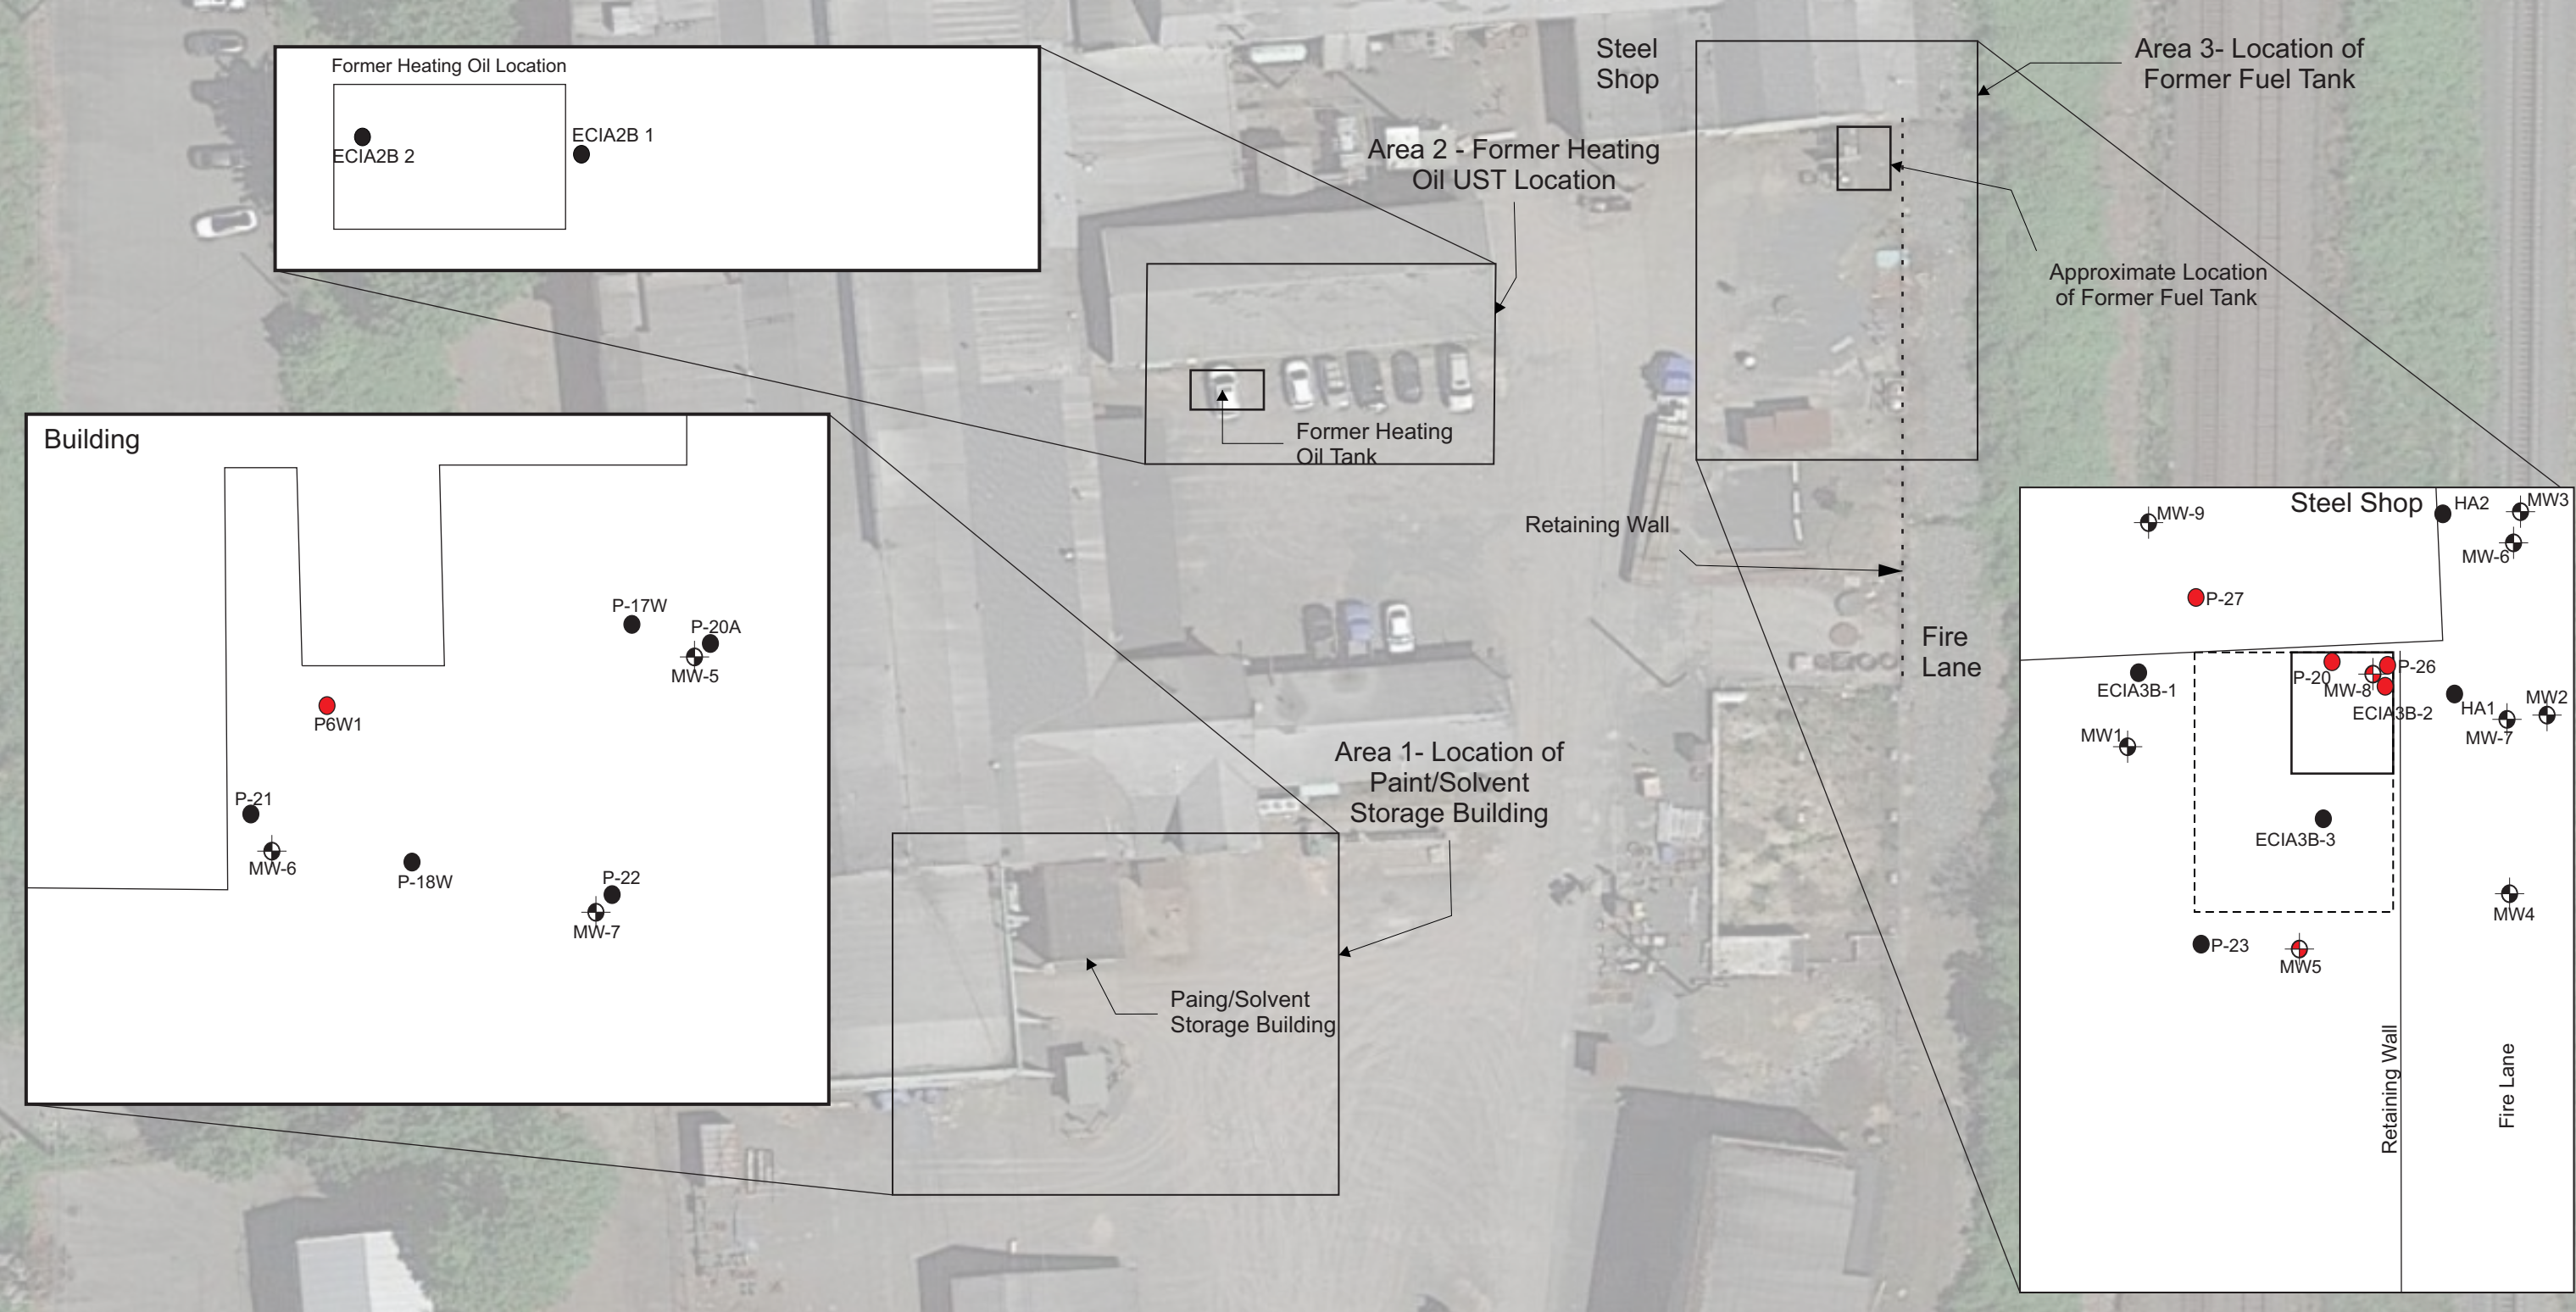 Former Heating Oil Location
ECIA2B 2
ECIA2B 1
Steel
Shop
Area 3- Location of
Former Fuel Tank
Area 2 - Former Heating
Oil UST Location
Approximate Location
of Former Fuel Tank
Former Heating
Oil Tank
Retaining Wall
Fire
Lane
Building
P-17W
P-20A
MW-5
P6W1
P-21
MW-6
P-18W
P-22
MW-7
Area 1- Location of
Paint/Solvent
Storage Building
Paing/Solvent
Storage Building
Steel Shop
MW-9
HA2
MW3
MW-6
P-27
ECIA3B-1
P-20
MW-8
P-26
ECIA3B-2
HA1
MW2
MW-7
MW1
ECIA3B-3
MW4
P-23
MW5
Retaining Wall
Fire Lane